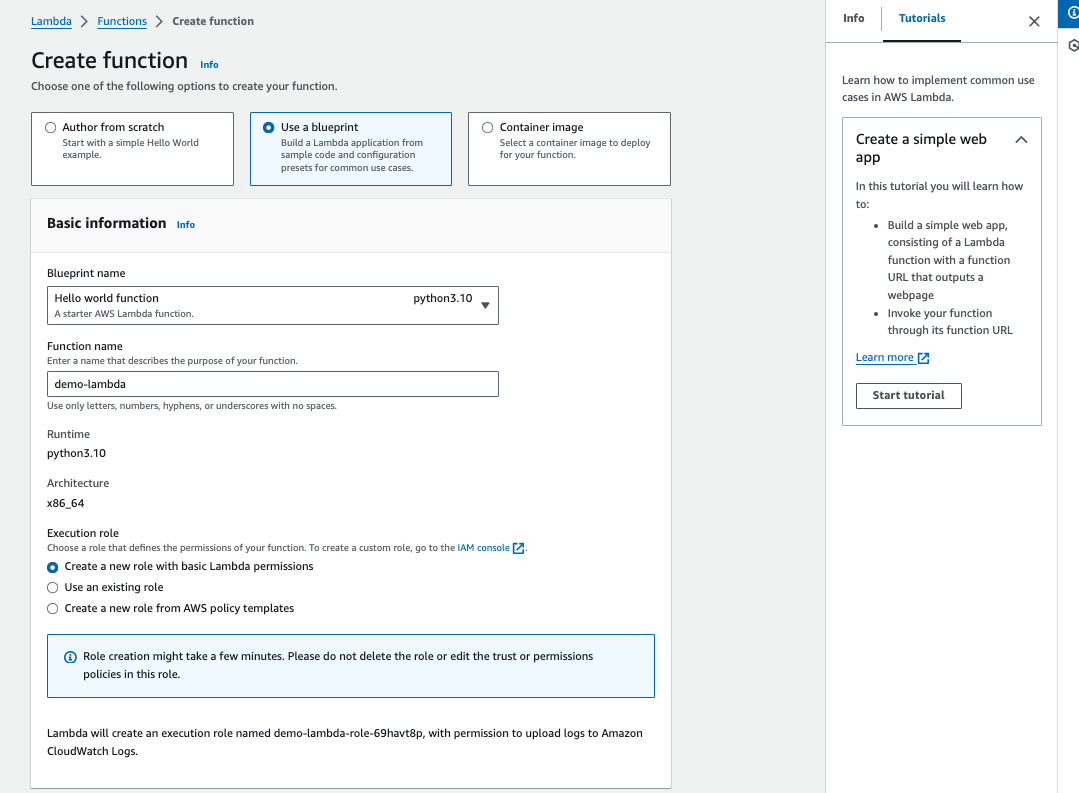 Lambda > Functions > Create function
Create function Info
Choose one of the following options to create your function.
Author from scratch
Start with a simple Hello World
example.
Use a blueprint
Build a Lambda application from
sample code and configuration
presets for common use cases.
Container image
Select a container image to deploy
for your function.
Basic information Info
Blueprint name
Hello world function python3.10
A starter AWS Lambda function.
Function name
Enter a name that describes the purpose of your function.
demo-lambda
Use only letters, numbers, hyphens, or underscores with no spaces.
Runtime
python3.10
Architecture
x86_64
Execution role
Choose a role that defines the permissions of your function. To create a custom role, go to the IAM console.
Create a new role with basic Lambda permissions
Use an existing role
Create a new role from AWS policy templates
Role creation might take a few minutes. Please do not delete the role or edit the trust or permissions
policies in this role.
Lambda will create an execution role named demo-lambda-role-69havt8p, with permission to upload logs to Amazon
CloudWatch Logs.
Info Tutorials
Learn how to implement common use
cases in AWS Lambda.
Create a simple web
app
In this tutorial you will learn how
to:
• Build a simple web app,
consisting of a Lambda
function with a function
URL that outputs a
webpage
• Invoke your function
through its function URL
Learn more
Start tutorial